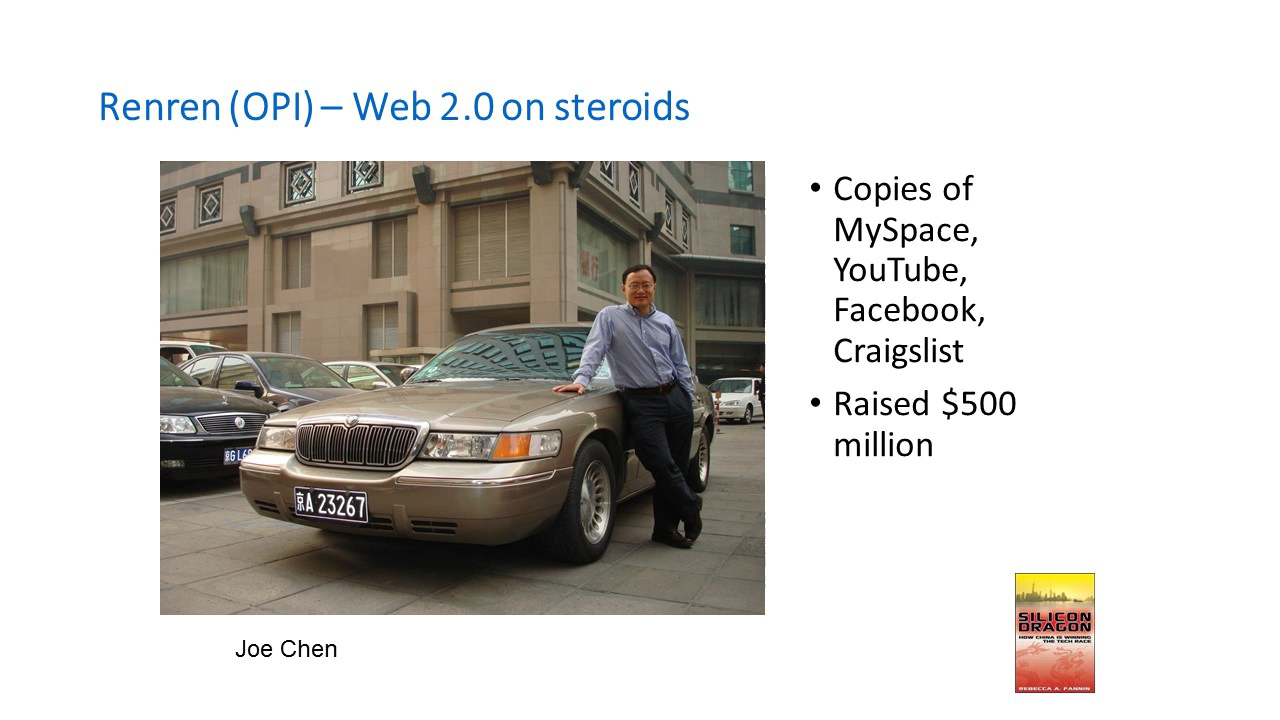 Renren (OPI) – Web 2.0 on steroids
• Copies of
MySpace,
YouTube,
Facebook,
Craigslist
• Raised $500
million
京A 23267
Joe Chen
SILICON
DRAGON
HOW CHINA IS WINNING
THE TECH RACE
REBECCA A. FANNIN